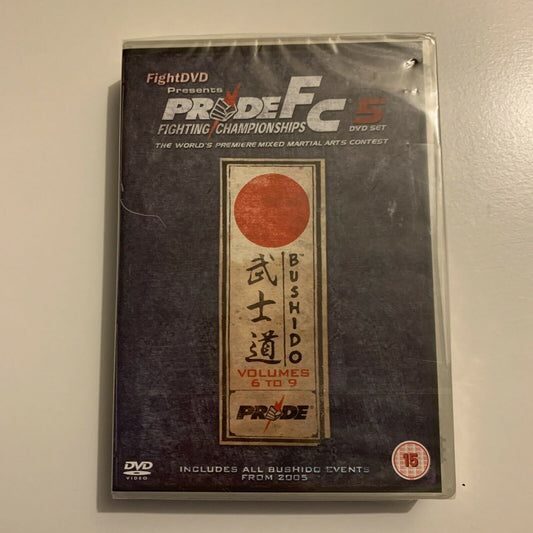 FightDVD
Presents
PRIDE FC 5
FIGHTING CHAMPIONSHIPS DVD SET
THE WORLD'S PREMIERE MIXED MARTIAL ARTS CONTEST
武士道
BUSHIDO™
VOLUMES
6 TO 9
PRIDE®
DVD
VIDEO
INCLUDES ALL BUSHIDO EVENTS
FROM 2005
15